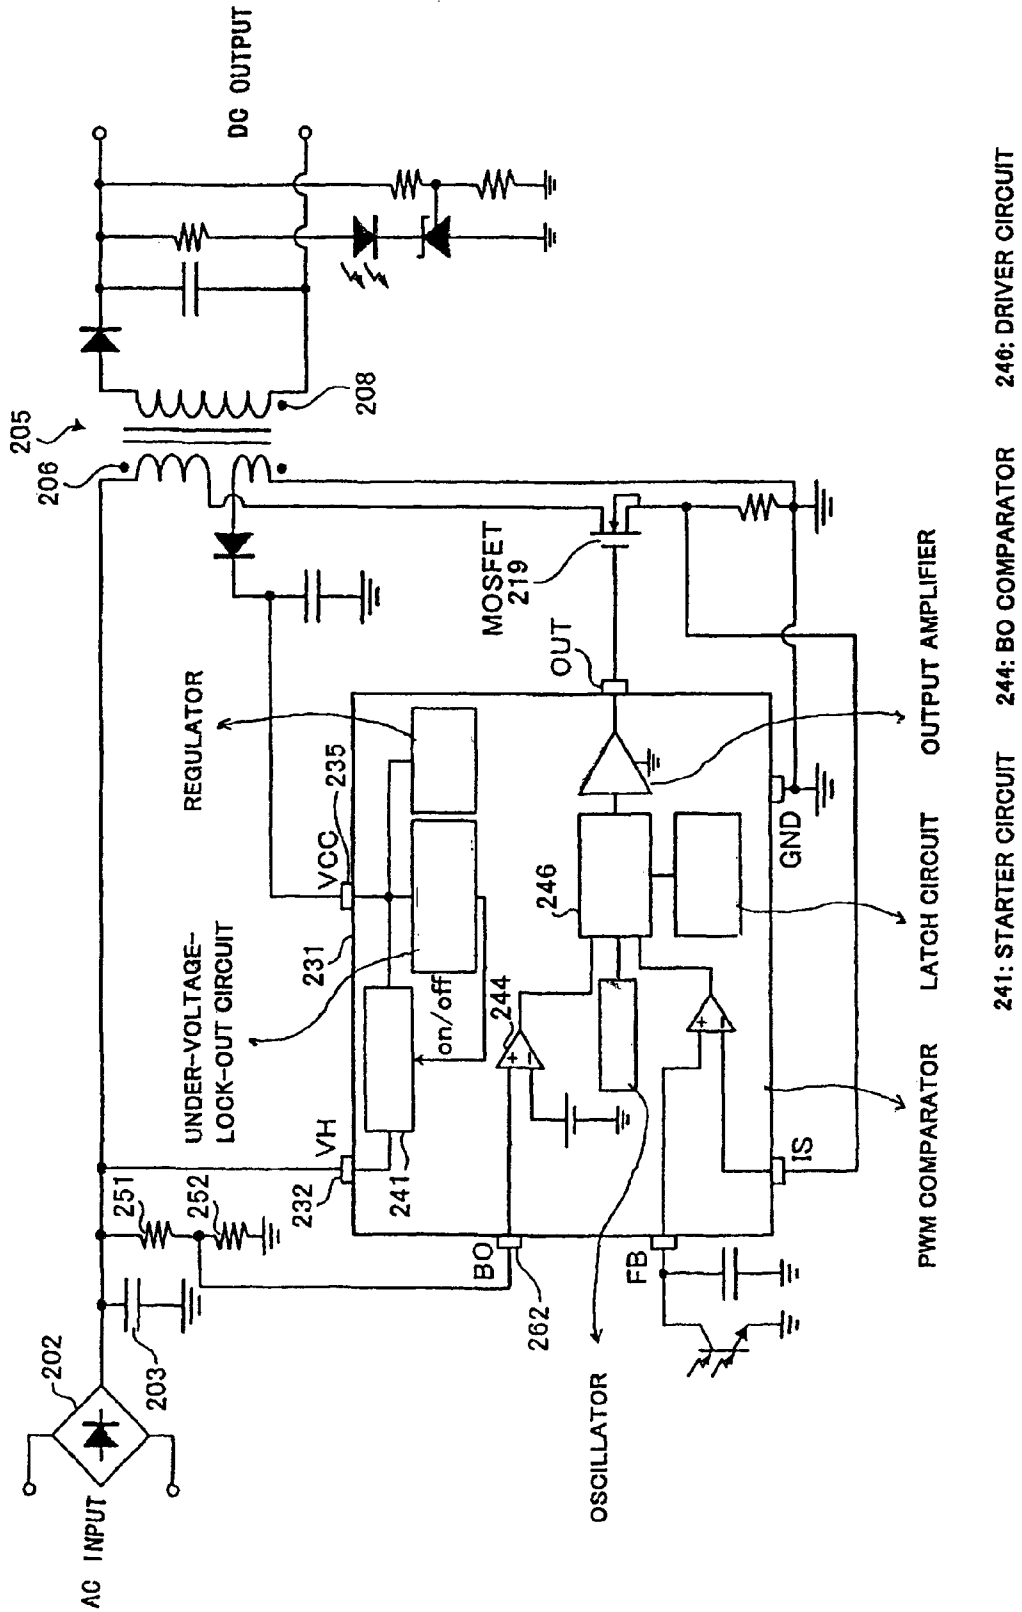 AC INPUT
202
203
251
252
232
VH
UNDER-VOLTAGE-
LOCK-OUT CIRCUIT
231
VCC
235
REGULATOR
206
205
208
DC OUTPUT
241
on/off
BO
262
244
246
OUT
MOSFET
219
FB
IS
GND
OSCILLATOR
PWM COMPARATOR
LATCH CIRCUIT
OUTPUT AMPLIFIER
241: STARTER CIRCUIT
244: BO COMPARATOR
246: DRIVER CIRCUIT